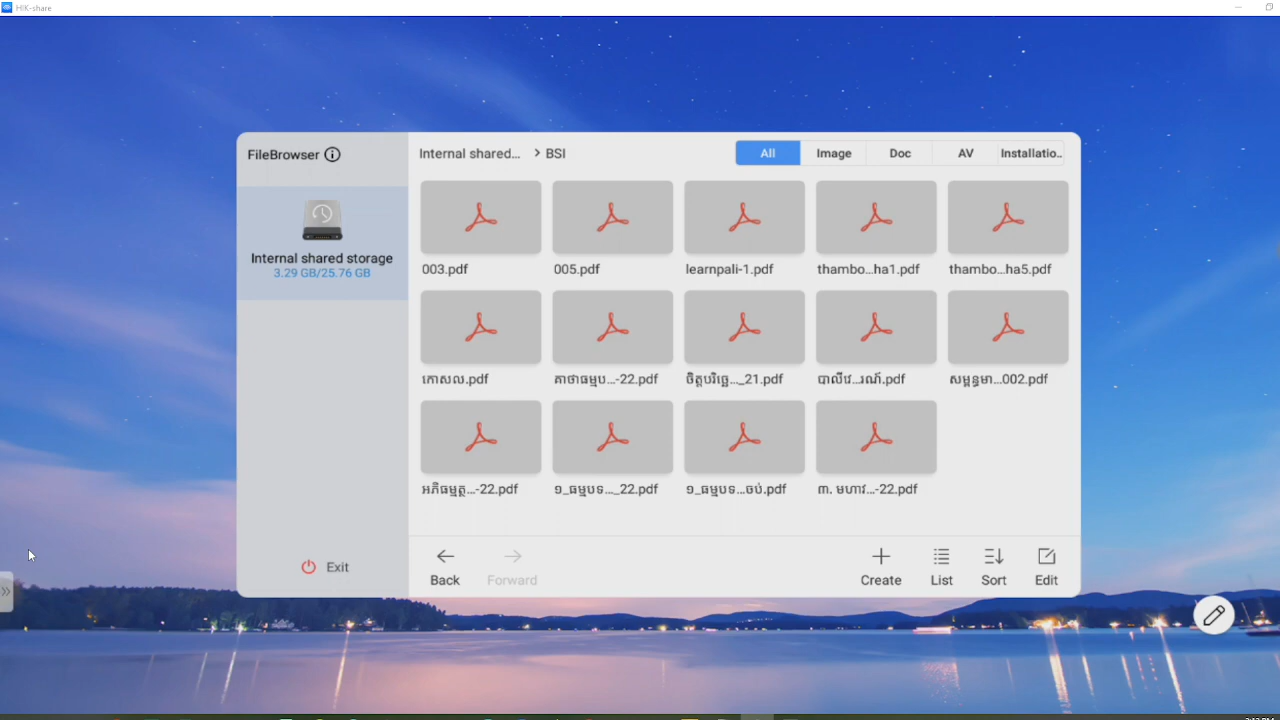 HIK-share
FileBrowser
Internal shared... > BSI
All Image Doc AV Installatio..
Internal shared storage
3.29 GB/25.76 GB
003.pdf 005.pdf learnpali-1.pdf thambo...ha1.pdf thambo...ha5.pdf
កោសល.pdf គាថាធម្មប...-22.pdf ចិត្តបរិច្ឆេ..._21.pdf បាលីវេ...រណ៍.pdf សម្ពន្ធមា...002.pdf
អភិធម្មត្ថ...-22.pdf ១_ធម្មបទ..._22.pdf ១_ធម្មបទ...ចប់.pdf ៣. មហាវ...-22.pdf
Exit
Back Forward Create List Sort Edit